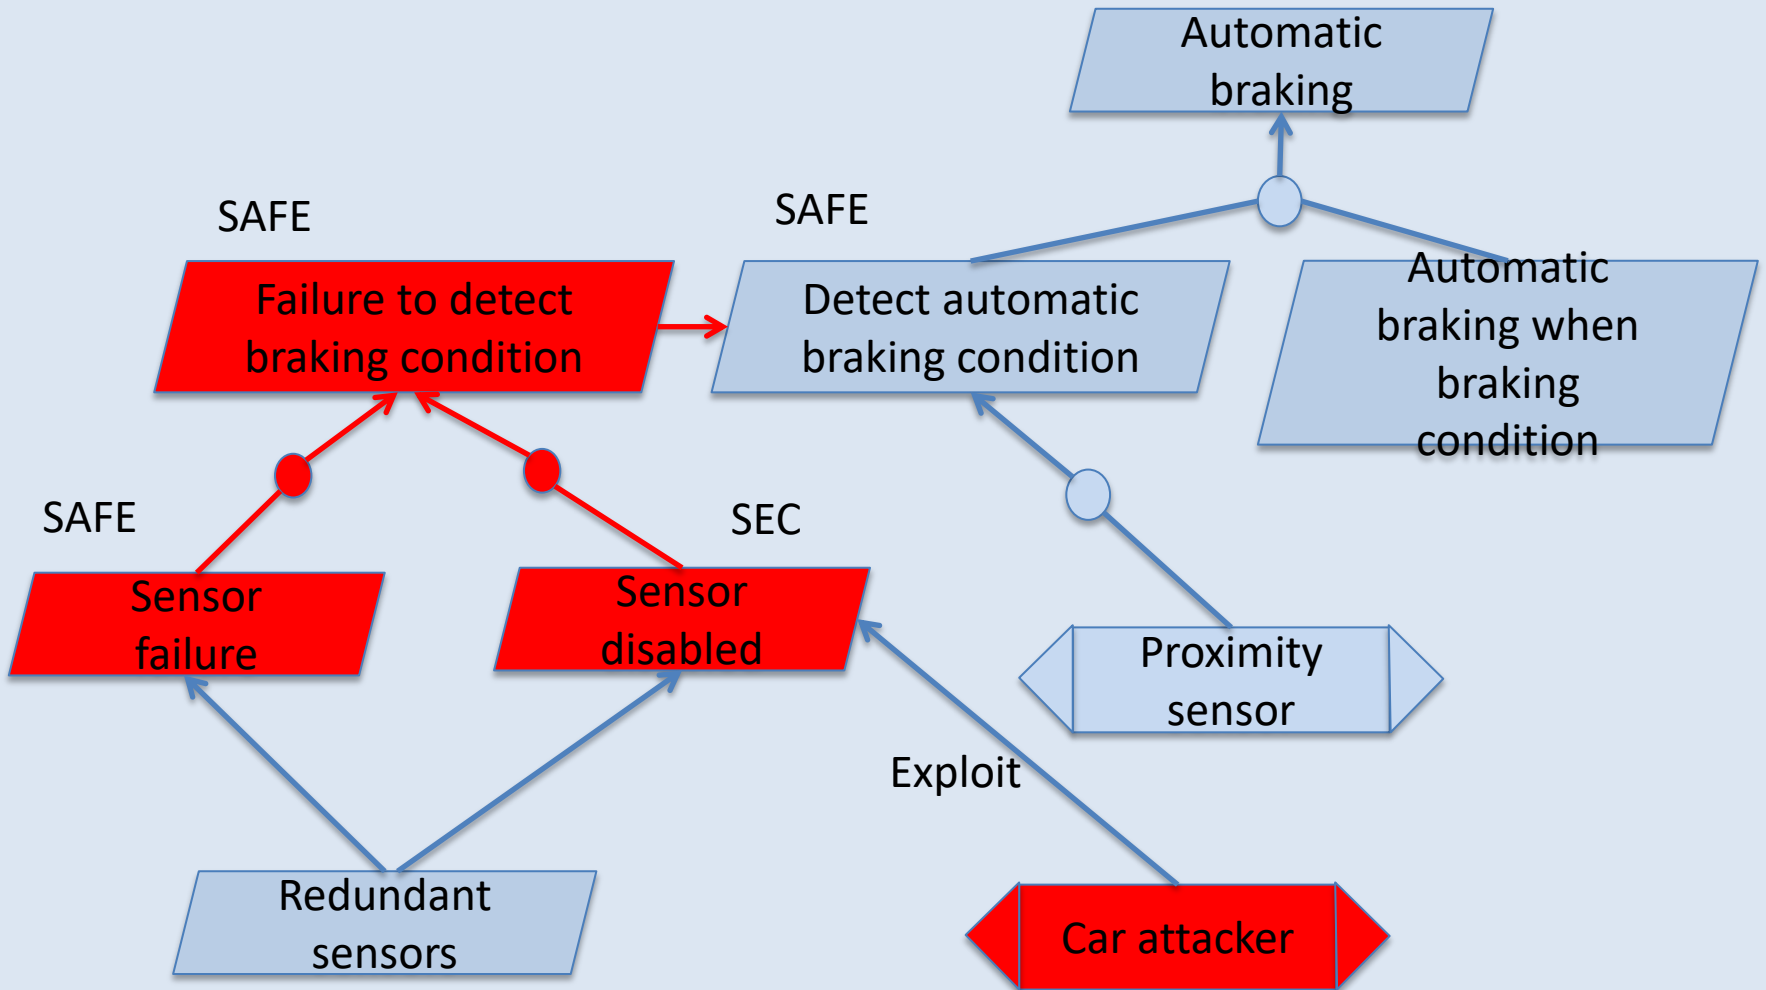 Automatic
braking
SAFE
SAFE
Failure to detect
braking condition
Detect automatic
braking condition
Automatic
braking when
braking
condition
SAFE
SEC
Sensor
failure
Sensor
disabled
Proximity
sensor
Exploit
Redundant
sensors
Car attacker